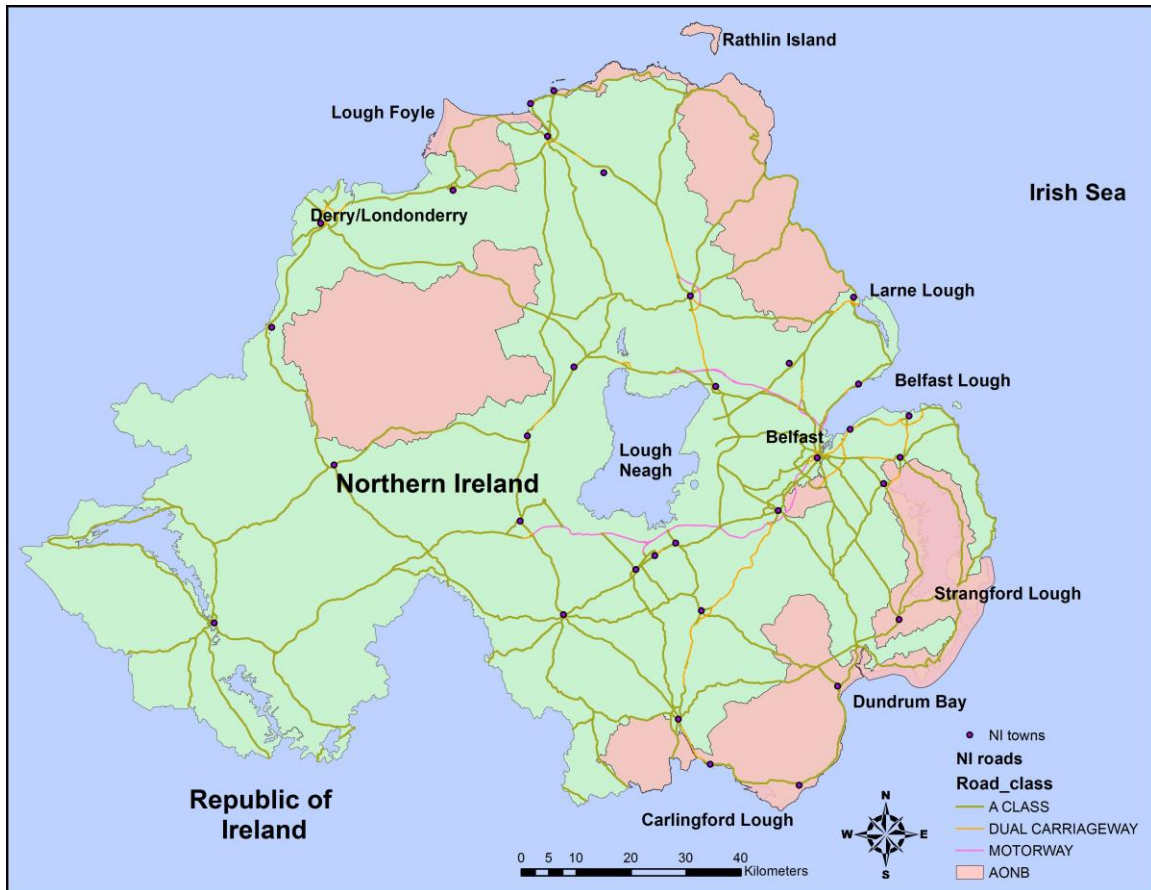 Rathlin Island
Lough Foyle
Irish Sea
Derry/Londonderry
Larne Lough
Belfast Lough
Belfast
Lough
Neagh
Northern Ireland
Strangford Lough
Dundrum Bay
Republic of
Ireland
Carlingford Lough
NI towns
NI roads
Road_class
A CLASS
DUAL CARRIAGEWAY
MOTORWAY
AONB
N
W E
S
0 5 10 20 30 40
Kilometers